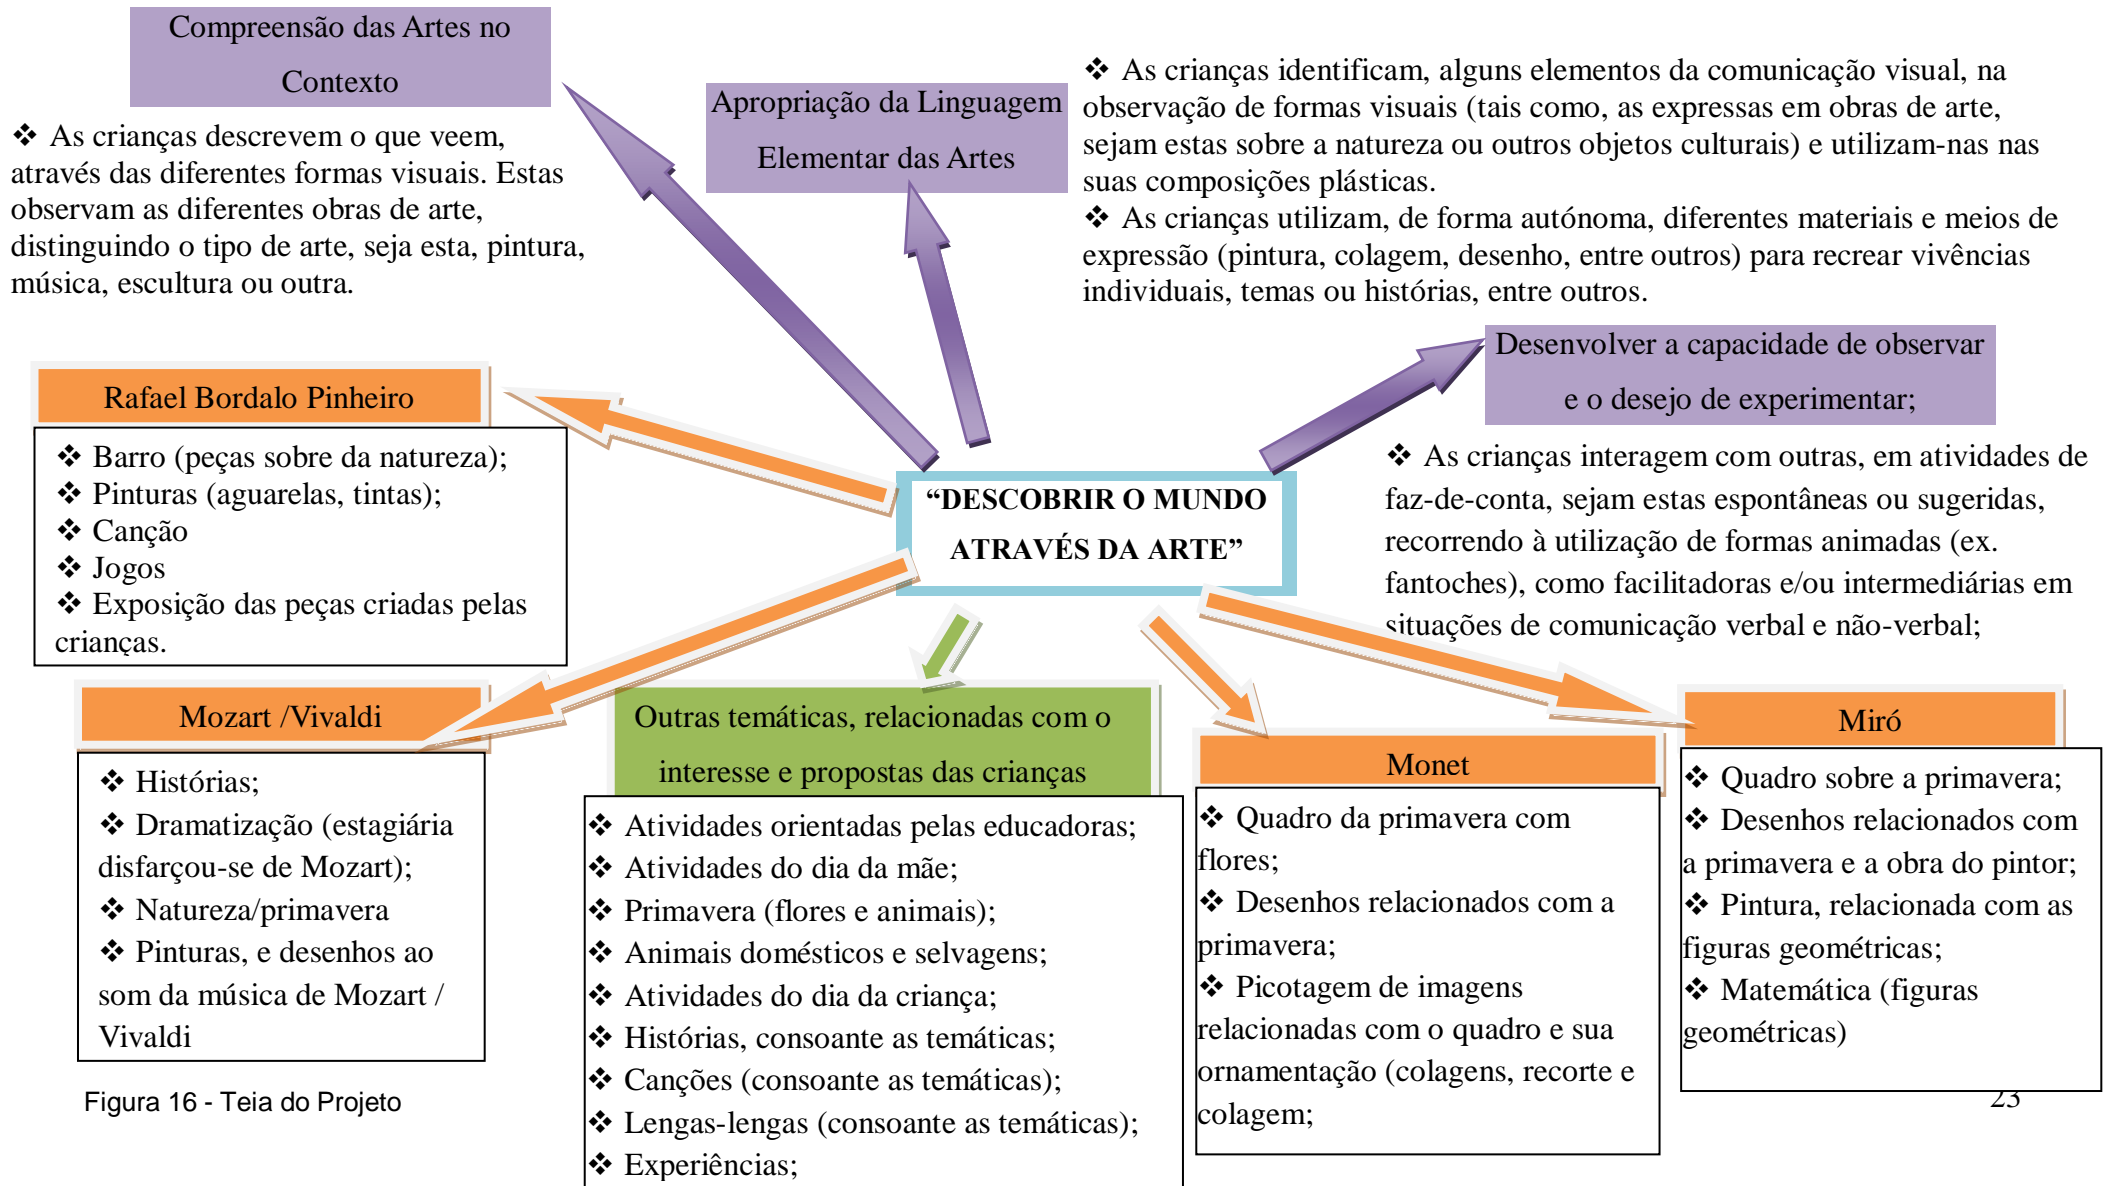 Compreensão das Artes no
Contexto
❖ As crianças descrevem o que veem,
através das diferentes formas visuais. Estas
observam as diferentes obras de arte,
distinguindo o tipo de arte, seja esta, pintura,
música, escultura ou outra.
Apropriação da Linguagem
Elementar das Artes
❖ As crianças identificam, alguns elementos da comunicação visual, na
observação de formas visuais (tais como, as expressas em obras de arte,
sejam estas sobre a natureza ou outros objetos culturais) e utilizam-nas nas
suas composições plásticas.
❖ As crianças utilizam, de forma autónoma, diferentes materiais e meios de
expressão (pintura, colagem, desenho, entre outros) para recrear vivências
individuais, temas ou histórias, entre outros.
Desenvolver a capacidade de observar
e o desejo de experimentar;
❖ As crianças interagem com outras, em atividades de
faz-de-conta, sejam estas espontâneas ou sugeridas,
recorrendo à utilização de formas animadas (ex.
fantoches), como facilitadoras e/ou intermediárias em
situações de comunicação verbal e não-verbal;
Rafael Bordalo Pinheiro
❖ Barro (peças sobre da natureza);
❖ Pinturas (aguarelas, tintas);
❖ Canção
❖ Jogos
❖ Exposição das peças criadas pelas
crianças.
“DESCOBRIR O MUNDO
ATRAVÉS DA ARTE”
Mozart /Vivaldi
❖ Histórias;
❖ Dramatização (estagiária
disfarçou-se de Mozart);
❖ Natureza/primavera
❖ Pinturas, e desenhos ao
som da música de Mozart /
Vivaldi
Outras temáticas, relacionadas com o
interesse e propostas das crianças
❖ Atividades orientadas pelas educadoras;
❖ Atividades do dia da mãe;
❖ Primavera (flores e animais);
❖ Animais domésticos e selvagens;
❖ Atividades do dia da criança;
❖ Histórias, consoante as temáticas;
❖ Canções (consoante as temáticas);
❖ Lengas-lengas (consoante as temáticas);
❖ Experiências;
Monet
❖ Quadro da primavera com
flores;
❖ Desenhos relacionados com a
primavera;
❖ Picotagem de imagens
relacionadas com o quadro e sua
ornamentação (colagens, recorte e
colagem;
Miró
❖ Quadro sobre a primavera;
❖ Desenhos relacionados com
a primavera e a obra do pintor;
❖ Pintura, relacionada com as
figuras geométricas;
❖ Matemática (figuras
geométricas)
Figura 16 - Teia do Projeto
23